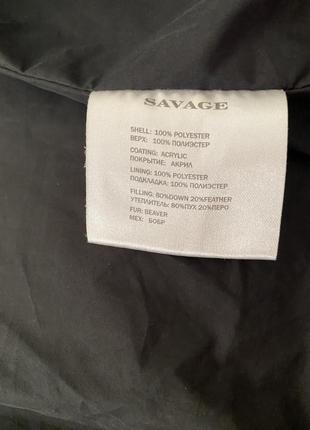 SAVAGE
SHELL: 100% POLYESTER
ВЕРХ: 100% ПОЛИЭСТЕР
COATING: ACRYLIC
ПОКРЫТИЕ: АКРИЛ
LINING: 100% POLYESTER
ПОДКЛАДКА: 100% ПОЛИЭСТЕР
FILLING: 80%DOWN 20%FEATHER
УТЕПЛИТЕЛЬ: 80%ПУХ 20%ПЕРО
FUR: BEAVER
МЕХ: БОБР